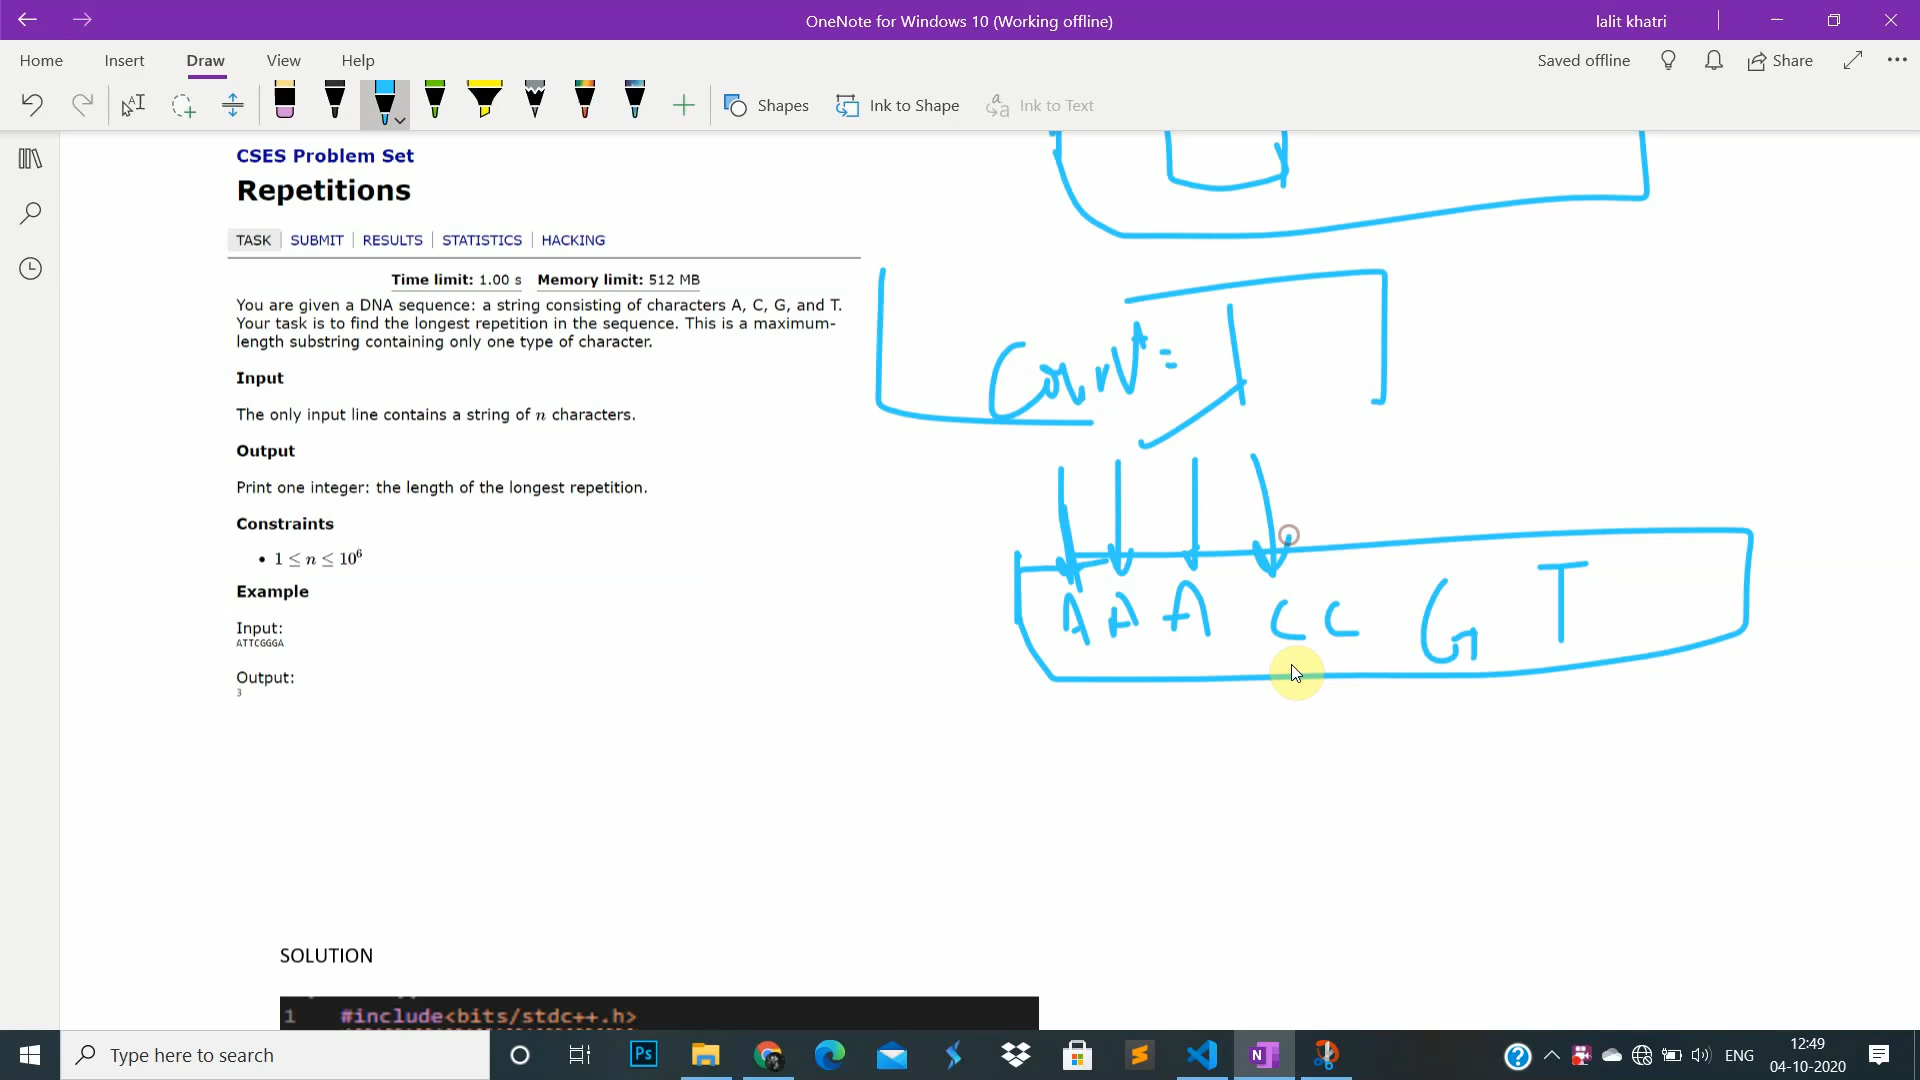 OneNote for Windows 10 (Working offline)
lalit khatri
Home Insert Draw View Help
Saved offline
Share
Shapes
Ink to Shape
Ink to Text
CSES Problem Set
Repetitions
TASK | SUBMIT | RESULTS | STATISTICS | HACKING
Time limit: 1.00 s Memory limit: 512 MB
You are given a DNA sequence: a string consisting of characters A, C, G, and T.
Your task is to find the longest repetition in the sequence. This is a maximum-
length substring containing only one type of character.
Input
The only input line contains a string of n characters.
Output
Print one integer: the length of the longest repetition.
Constraints
• 1 ≤ n ≤ 10⁶
Example
Input:
ATTCGGGA
Output:
3
Count = 1
A A A C C G T
SOLUTION
1 #include<bits/stdc++.h>
Type here to search
Ps
N
ENG
12:49
04-10-2020